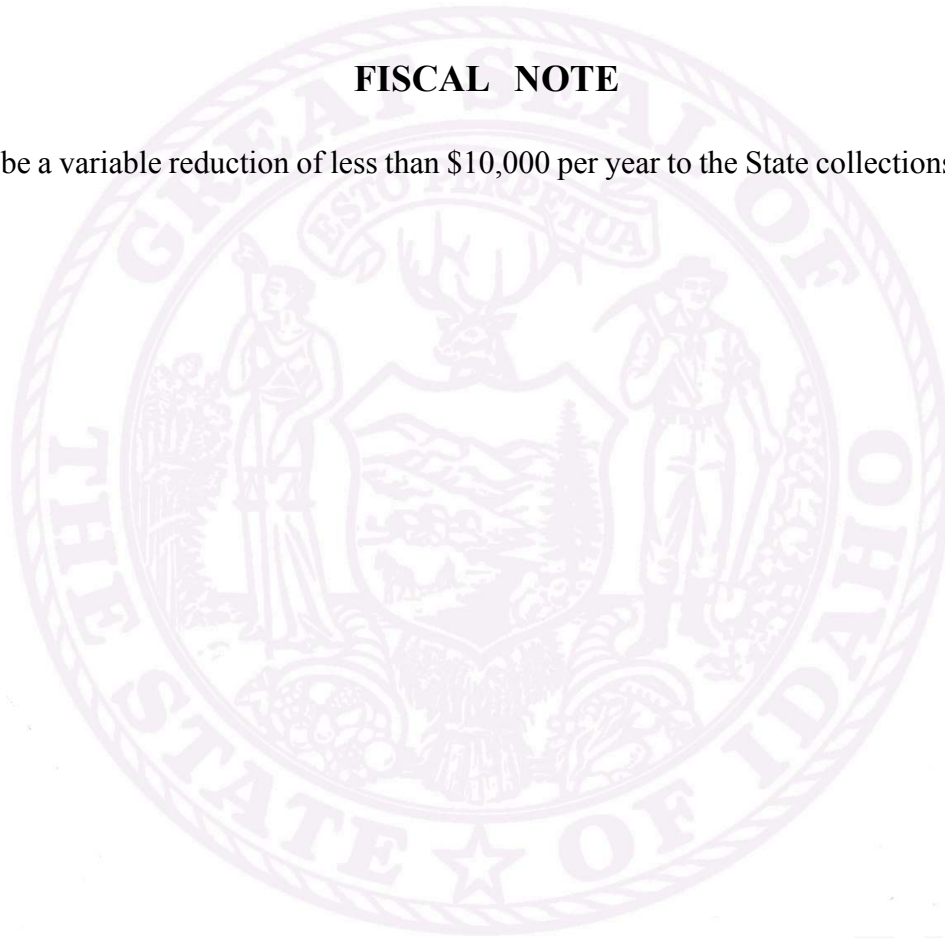 FISCAL NOTE
be a variable reduction of less than $10,000 per year to the State collections
GREAT SEAL OF
THE STATE OF IDAHO
ESTO PERPETUA